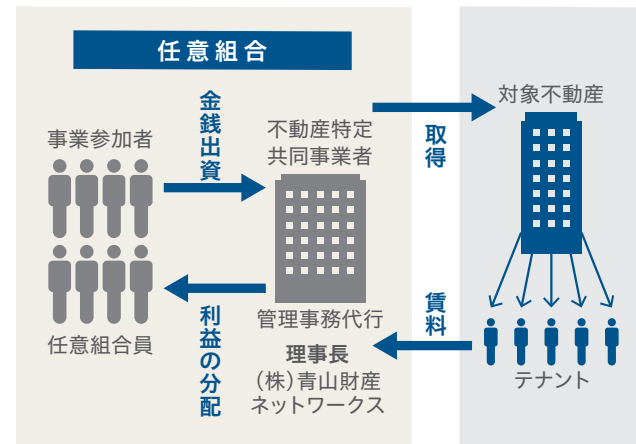 任意組合
事業参加者
任意組合員
金銭出資
利益の分配
不動産特定
共同事業者
管理事務代行
理事長
(株)青山財産
ネットワークス
取得
賃料
対象不動産
テナント